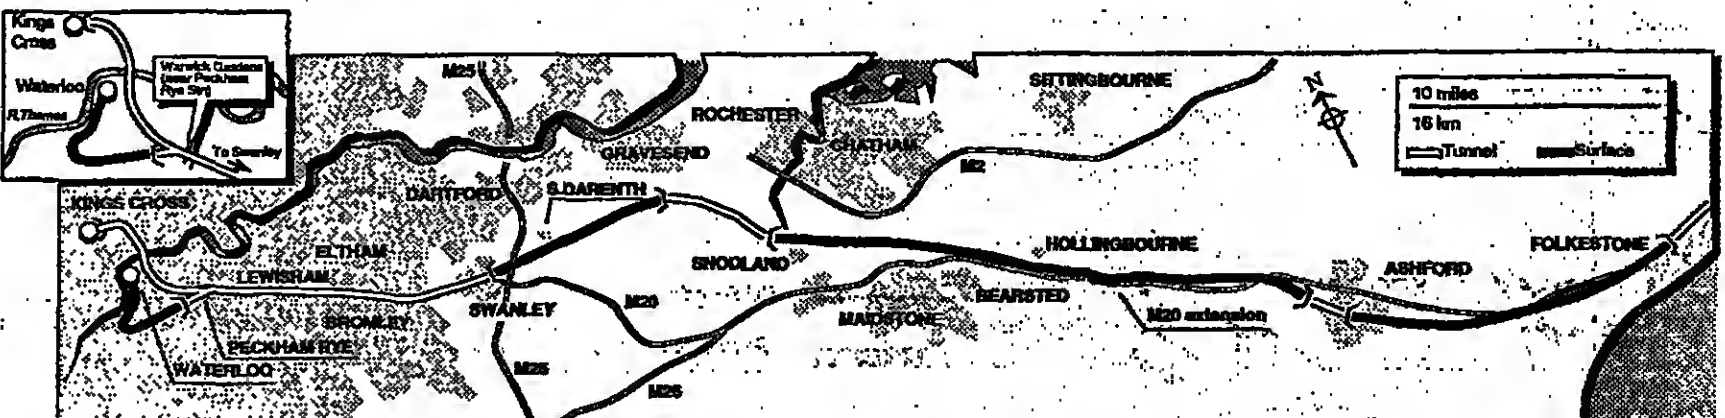 Kings
Cross
Waterloo
R.Thames
Warwick Gardens
(near Peckham
Rye Stn)
To Swanley
M25
ROCHESTER
SITTINGBOURNE
N
10 miles
16 km
Tunnel
Surface
GRAVESEND
CHATHAM
M2
DARTFORD
S.DARENTH
KINGS CROSS
ELTHAM
LEWISHAM
SNODLAND
HOLLINGBOURNE
FOLKESTONE
ASHFORD
BEARSTED
M20
SWANLEY
BROMLEY
MAIDSTONE
M20 extension
PECKHAM RYE
WATERLOO
M25
M26